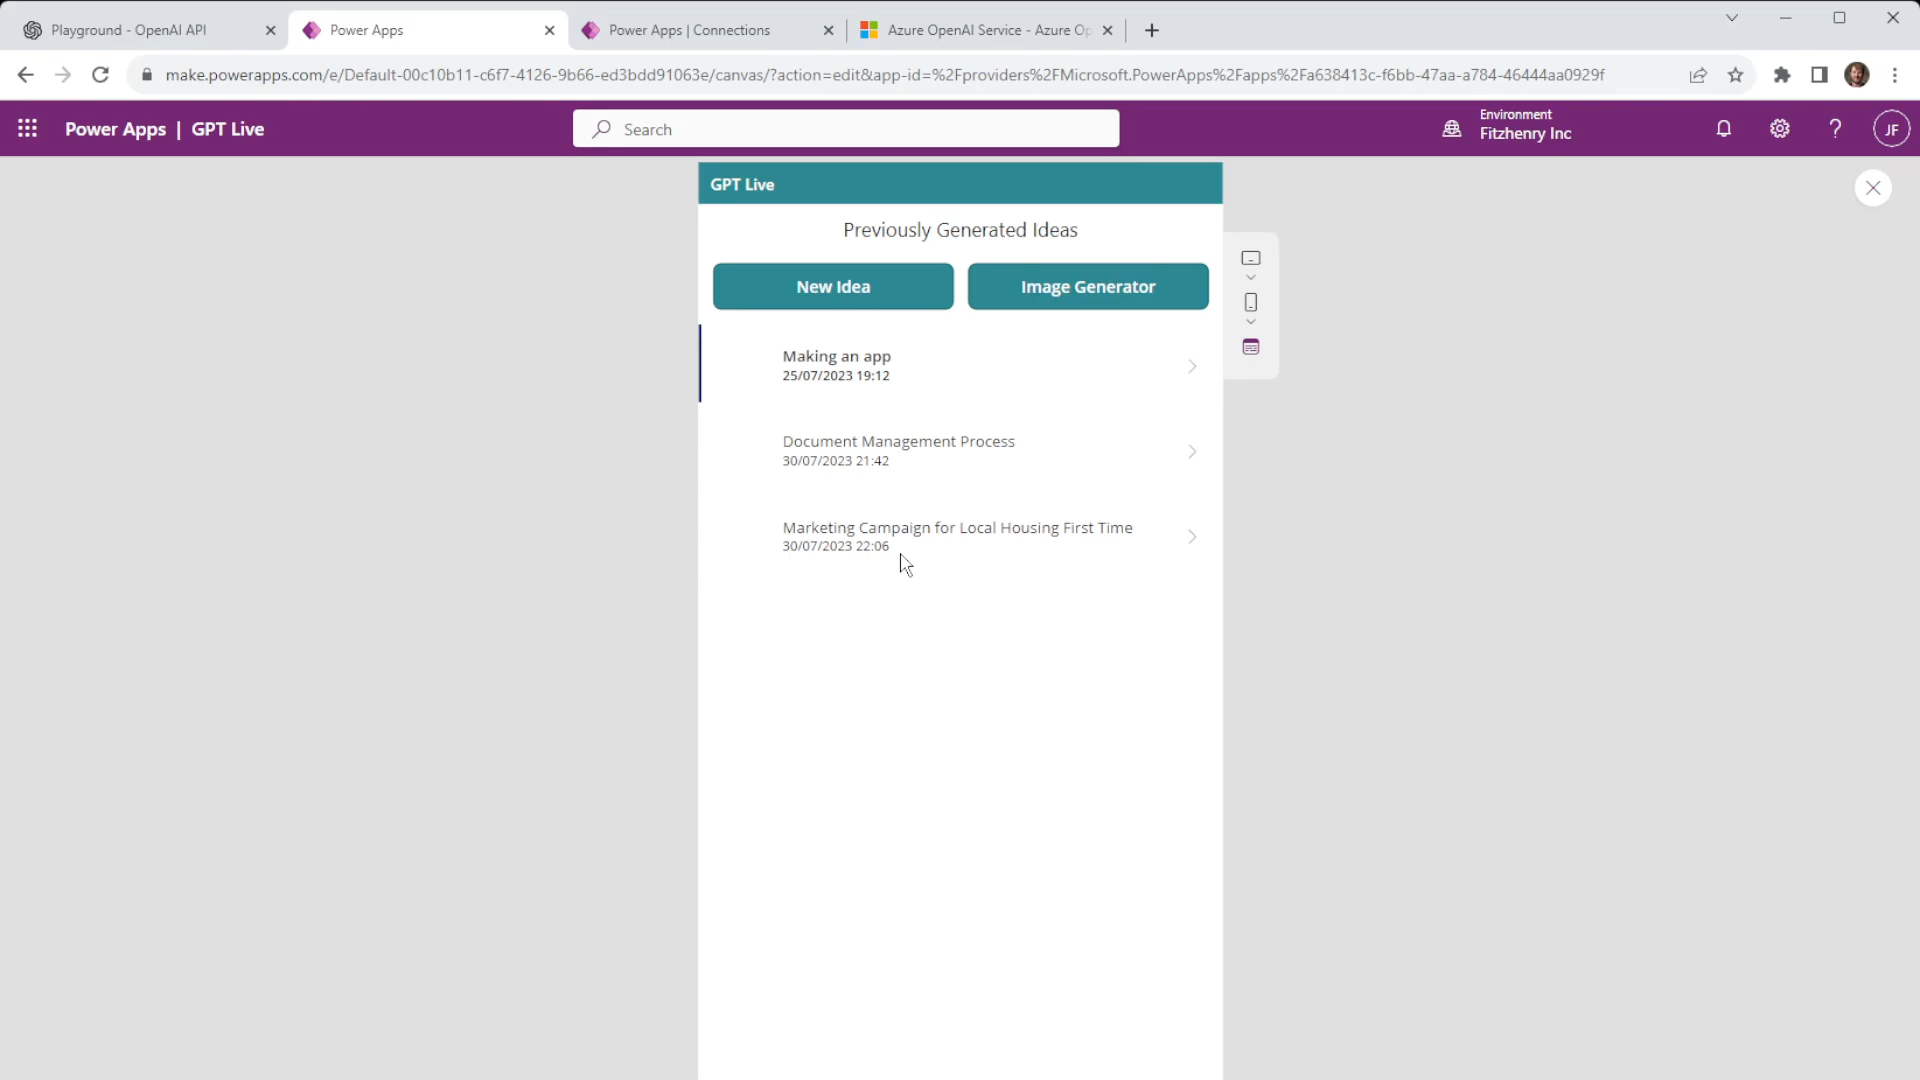 Playground - OpenAI API
Power Apps
Power Apps | Connections
Azure OpenAI Service - Azure Op
make.powerapps.com/e/Default-00c10b11-c6f7-4126-9b66-ed3bdd91063e/canvas/?action=edit&app-id=%2Fproviders%2FMicrosoft.PowerApps%2Fapps%2Fa638413c-f6bb-47aa-a784-46444aa0929f
Power Apps | GPT Live
Search
Environment
Fitzhenry Inc
?
JF
GPT Live
Previously Generated Ideas
New Idea
Image Generator
Making an app
25/07/2023 19:12
Document Management Process
30/07/2023 21:42
Marketing Campaign for Local Housing First Time
30/07/2023 22:06